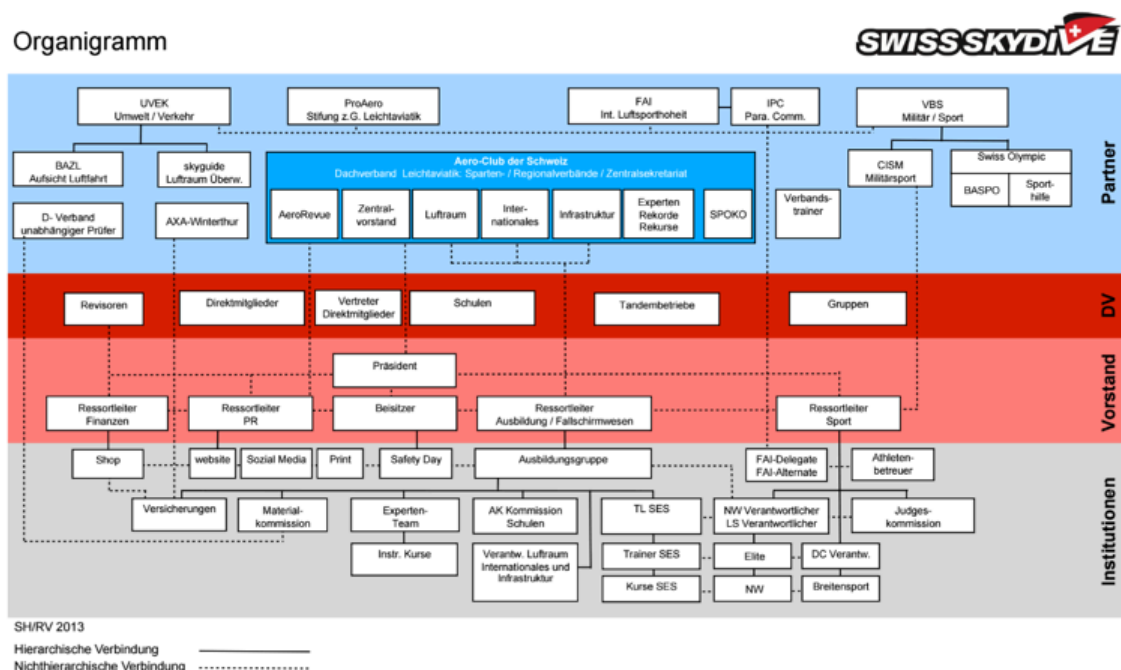 Organigramm
SWISS SKYDIVE
UVEK
Umwelt / Verkehr
ProAero
Stiftung z.G. Leichtaviatik
FAI
Int. Luftsporthoheit
IPC
Para. Comm.
VBS
Militär / Sport
BAZL
Aufsicht Luftfahrt
skyguide
Luftraum Überw.
Aero-Club der Schweiz
Dachverband Leichtaviatik: Sparten- / Regionalverbände / Zentralsekretariat
CISM
Militärsport
Swiss Olympic
BASPO
Sport-
hilfe
D- Verband
unabhängiger Prüfer
AXA-Winterthur
AeroRevue
Zentral-
vorstand
Luftraum
Inter-
nationales
Infrastruktur
Experten
Rekorde
Rekurse
SPOKO
Verbands-
trainer
Partner
Revisoren
Direktmitglieder
Vertreter
Direktmitglieder
Schulen
Tandembetriebe
Gruppen
DV
Präsident
Ressortleiter
Finanzen
Ressortleiter
PR
Beisitzer
Ressortleiter
Ausbildung / Fallschirmwesen
Ressortleiter
Sport
Vorstand
Shop
website
Sozial Media
Print
Safety Day
Ausbildungsgruppe
FAI-Delegate
FAI-Alternate
Athleten-
betreuer
Versicherungen
Material-
kommission
Experten-
Team
AK Kommission
Schulen
TL SES
NW Verantwortlicher
LS Verantwortlicher
Judges-
kommission
Instr. Kurse
Verantw. Luftraum
Internationales und
Infrastruktur
Trainer SES
Elite
DC Verantw.
Kurse SES
NW
Breitensport
Institutionen
SH/RV 2013
Hierarchische Verbindung
Nichthierarchische Verbindung